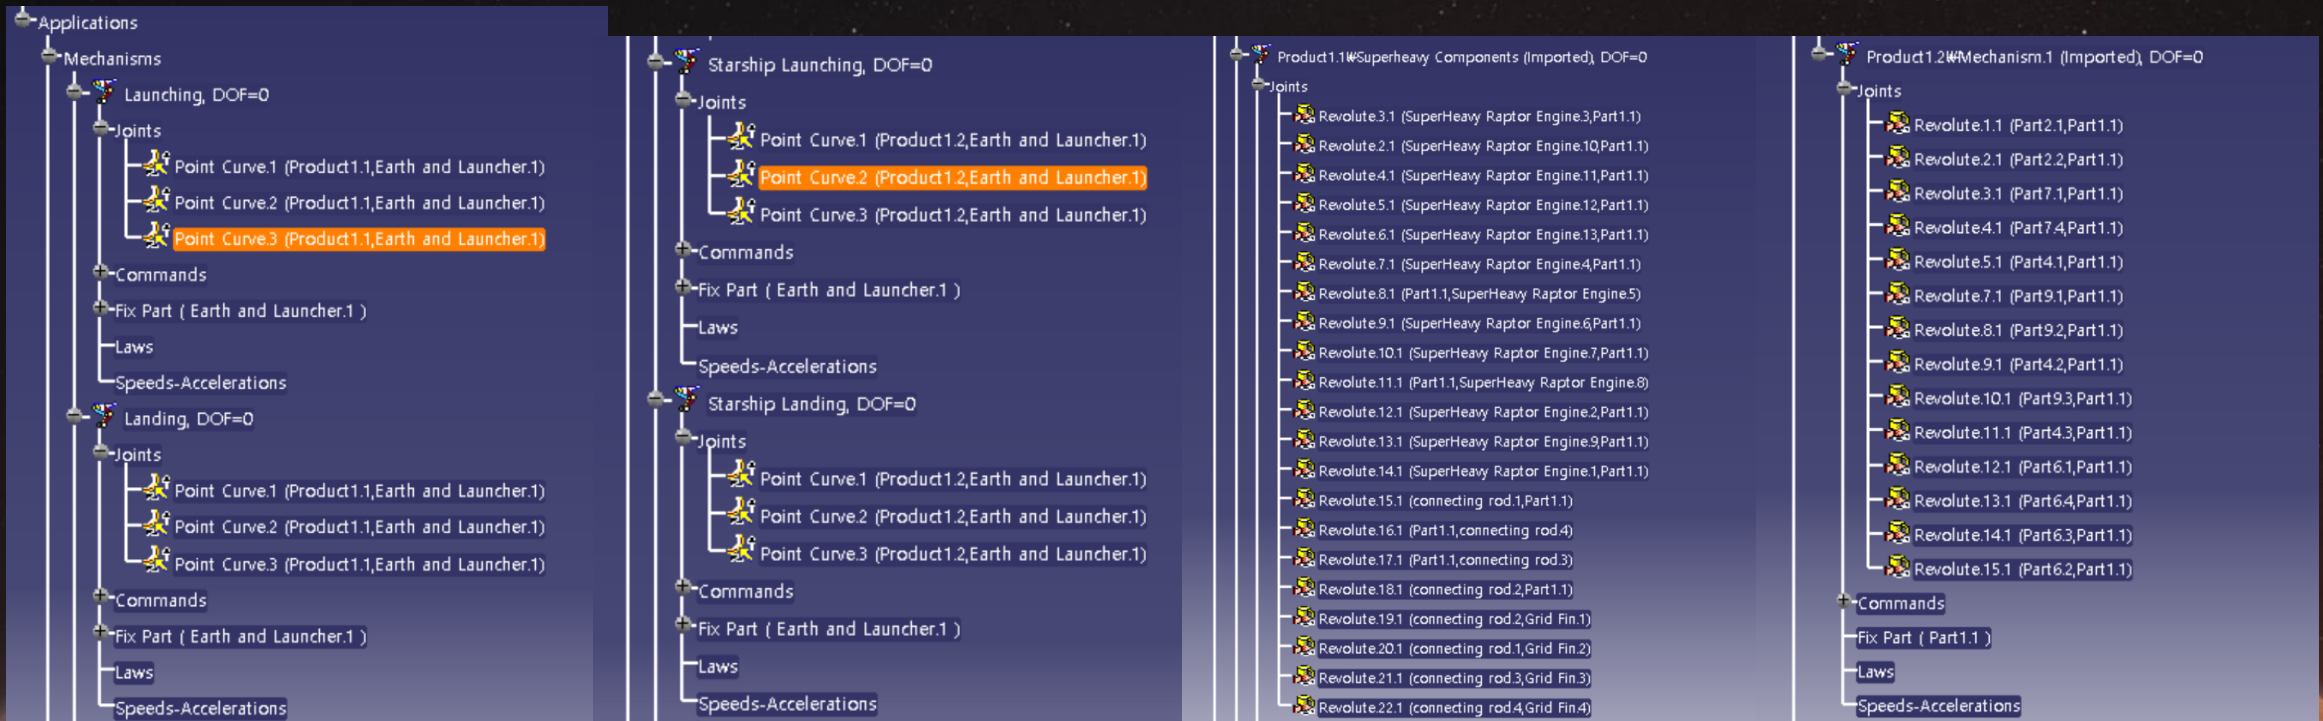 Applications
Mechanisms
Launching, DOF=0
Joints
Point Curve.1 (Product1.1,Earth and Launcher.1)
Point Curve.2 (Product1.1,Earth and Launcher.1)
Point Curve.3 (Product1.1,Earth and Launcher.1)
Commands
Fix Part ( Earth and Launcher.1 )
Laws
Speeds-Accelerations
Landing, DOF=0
Joints
Point Curve.1 (Product1.1,Earth and Launcher.1)
Point Curve.2 (Product1.1,Earth and Launcher.1)
Point Curve.3 (Product1.1,Earth and Launcher.1)
Commands
Fix Part ( Earth and Launcher.1 )
Laws
Speeds-Accelerations
Starship Launching, DOF=0
Joints
Point Curve.1 (Product1.2,Earth and Launcher.1)
Point Curve.2 (Product1.2,Earth and Launcher.1)
Point Curve.3 (Product1.2,Earth and Launcher.1)
Commands
Fix Part ( Earth and Launcher.1 )
Laws
Speeds-Accelerations
Starship Landing, DOF=0
Joints
Point Curve.1 (Product1.2,Earth and Launcher.1)
Point Curve.2 (Product1.2,Earth and Launcher.1)
Point Curve.3 (Product1.2,Earth and Launcher.1)
Commands
Fix Part ( Earth and Launcher.1 )
Laws
Speeds-Accelerations
Product1.1₩Superheavy Components (Imported), DOF=0
Joints
Revolute.3.1 (SuperHeavy Raptor Engine.3,Part1.1)
Revolute.2.1 (SuperHeavy Raptor Engine.10,Part1.1)
Revolute.4.1 (SuperHeavy Raptor Engine.11,Part1.1)
Revolute.5.1 (SuperHeavy Raptor Engine.12,Part1.1)
Revolute.6.1 (SuperHeavy Raptor Engine.13,Part1.1)
Revolute.7.1 (SuperHeavy Raptor Engine.4,Part1.1)
Revolute.8.1 (Part1.1,SuperHeavy Raptor Engine.5)
Revolute.9.1 (SuperHeavy Raptor Engine.6,Part1.1)
Revolute.10.1 (SuperHeavy Raptor Engine.7,Part1.1)
Revolute.11.1 (Part1.1,SuperHeavy Raptor Engine.8)
Revolute.12.1 (SuperHeavy Raptor Engine.2,Part1.1)
Revolute.13.1 (SuperHeavy Raptor Engine.9,Part1.1)
Revolute.14.1 (SuperHeavy Raptor Engine.1,Part1.1)
Revolute.15.1 (connecting rod.1,Part1.1)
Revolute.16.1 (Part1.1,connecting rod.4)
Revolute.17.1 (Part1.1,connecting rod.3)
Revolute.18.1 (connecting rod.2,Part1.1)
Revolute.19.1 (connecting rod.2,Grid Fin.1)
Revolute.20.1 (connecting rod.1,Grid Fin.2)
Revolute.21.1 (connecting rod.3,Grid Fin.3)
Revolute.22.1 (connecting rod.4,Grid Fin.4)
Product1.2₩Mechanism.1 (Imported), DOF=0
Joints
Revolute.1.1 (Part2.1,Part1.1)
Revolute.2.1 (Part2.2,Part1.1)
Revolute.3.1 (Part7.1,Part1.1)
Revolute.4.1 (Part7.4,Part1.1)
Revolute.5.1 (Part4.1,Part1.1)
Revolute.7.1 (Part9.1,Part1.1)
Revolute.8.1 (Part9.2,Part1.1)
Revolute.9.1 (Part4.2,Part1.1)
Revolute.10.1 (Part9.3,Part1.1)
Revolute.11.1 (Part4.3,Part1.1)
Revolute.12.1 (Part6.1,Part1.1)
Revolute.13.1 (Part6.4,Part1.1)
Revolute.14.1 (Part6.3,Part1.1)
Revolute.15.1 (Part6.2,Part1.1)
Commands
Fix Part ( Part1.1 )
Laws
Speeds-Accelerations